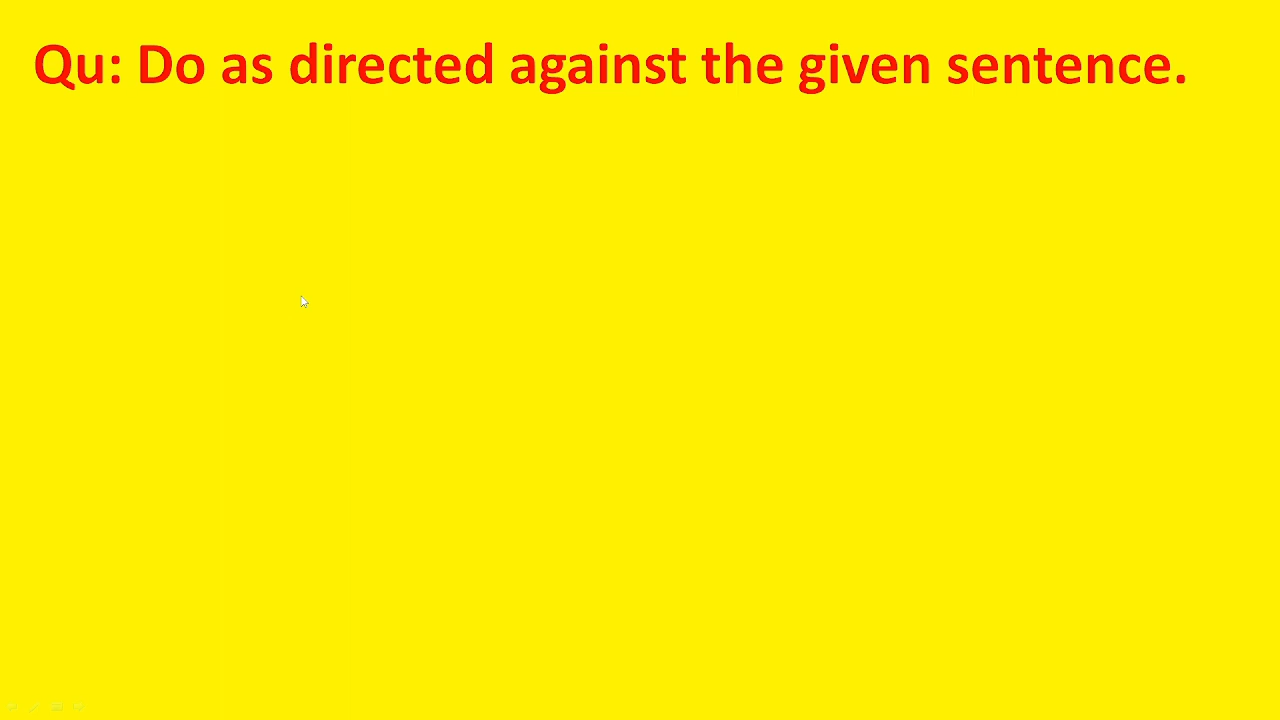 Qu: Do as directed against the given sentence.